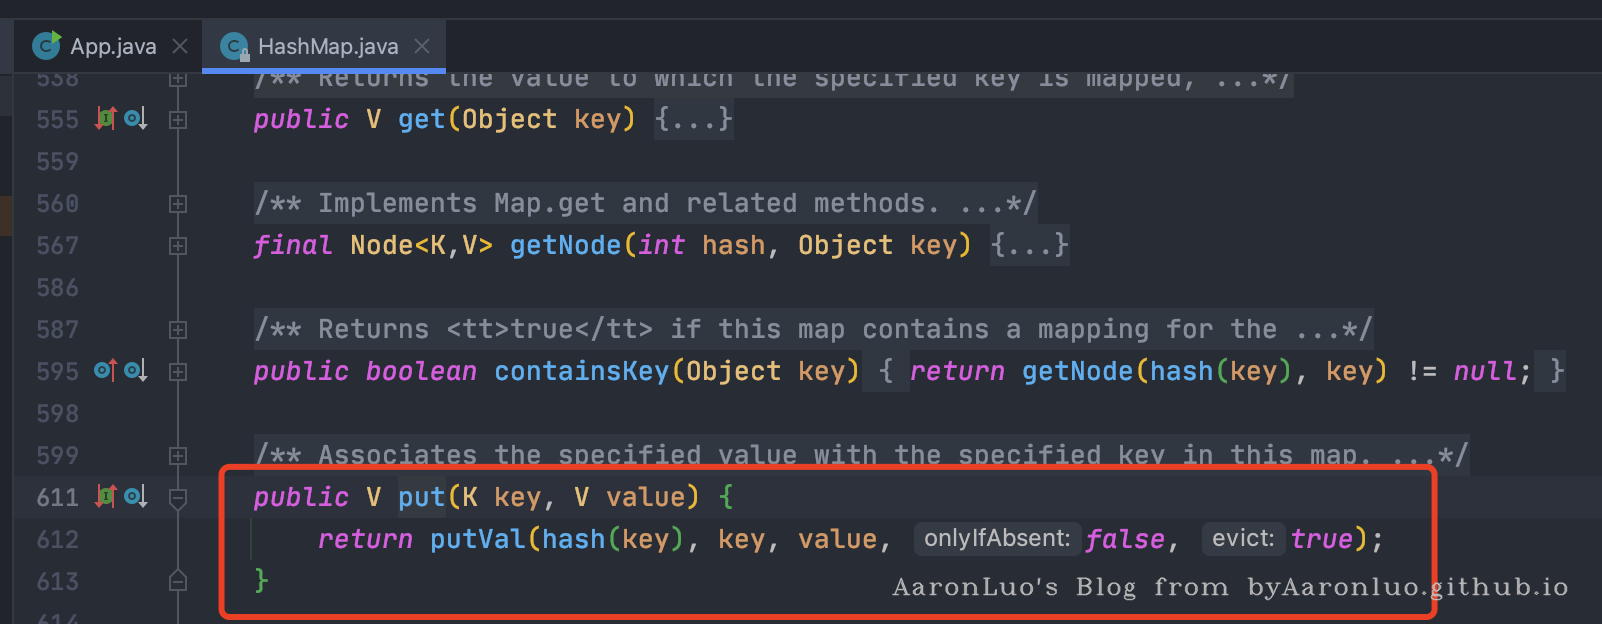 App.java HashMap.java
538 /** Returns the value to which the specified key is mapped, ...*/
555 public V get(Object key) {...}
559
560 /** Implements Map.get and related methods. ...*/
567 final Node<K,V> getNode(int hash, Object key) {...}
586
587 /** Returns <tt>true</tt> if this map contains a mapping for the ...*/
595 public boolean containsKey(Object key) { return getNode(hash(key), key) != null; }
598
599 /** Associates the specified value with the specified key in this map. ...*/
611 public V put(K key, V value) {
612 return putVal(hash(key), key, value, onlyIfAbsent: false, evict: true);
613 }
AaronLuo's Blog from byAaronluo.github.io
614